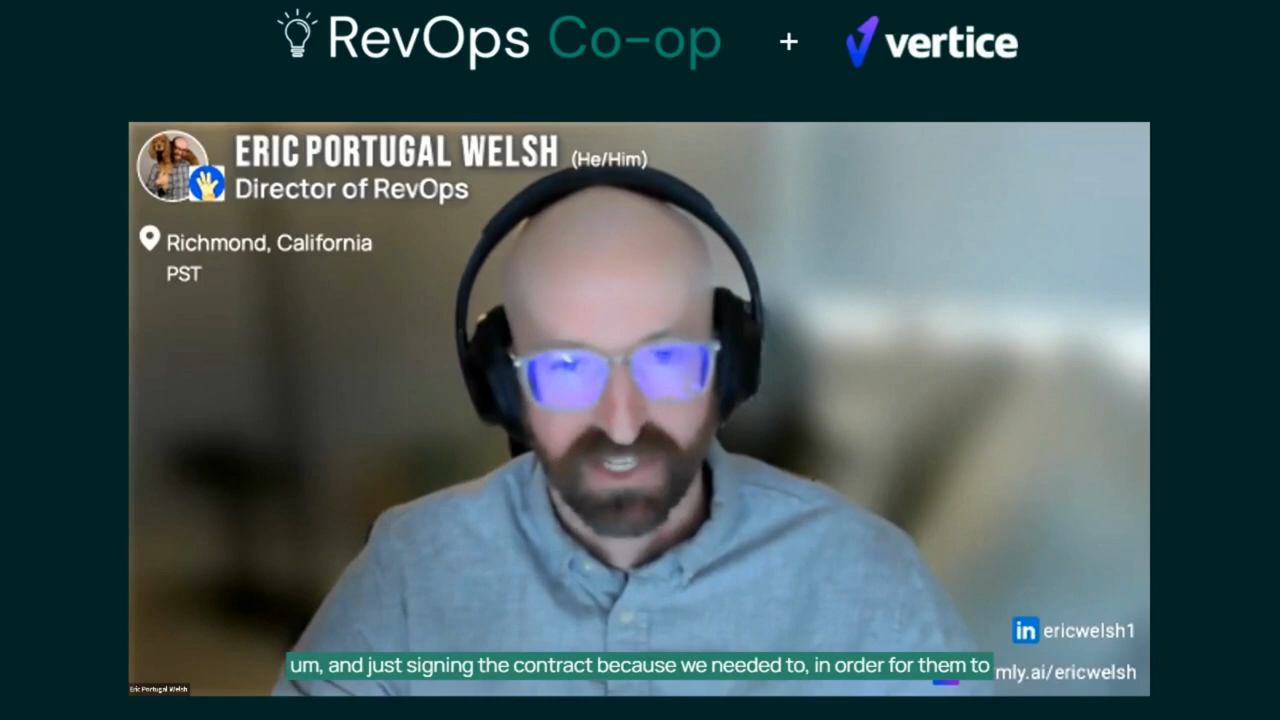 RevOps Co-op + vertice
ERIC PORTUGAL WELSH (He/Him)
Director of RevOps
Richmond, California
PST
in ericwelsh1
um, and just signing the contract because we needed to, in order for them to
mly.ai/ericwelsh
Eric Portugal Welsh